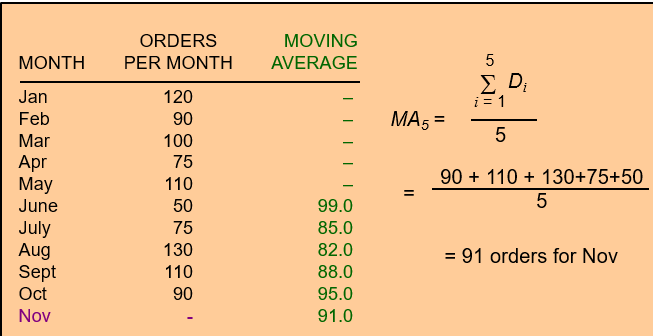 ORDERS MOVING
MONTH PER MONTH AVERAGE
Jan 120 –
Feb 90 –
Mar 100 –
Apr 75 –
May 110 –
June 50 99.0
July 75 85.0
Aug 130 82.0
Sept 110 88.0
Oct 90 95.0
Nov - 91.0
5
Σ Di
i = 1
MA5 =
5
= 90 + 110 + 130+75+50
5
= 91 orders for Nov